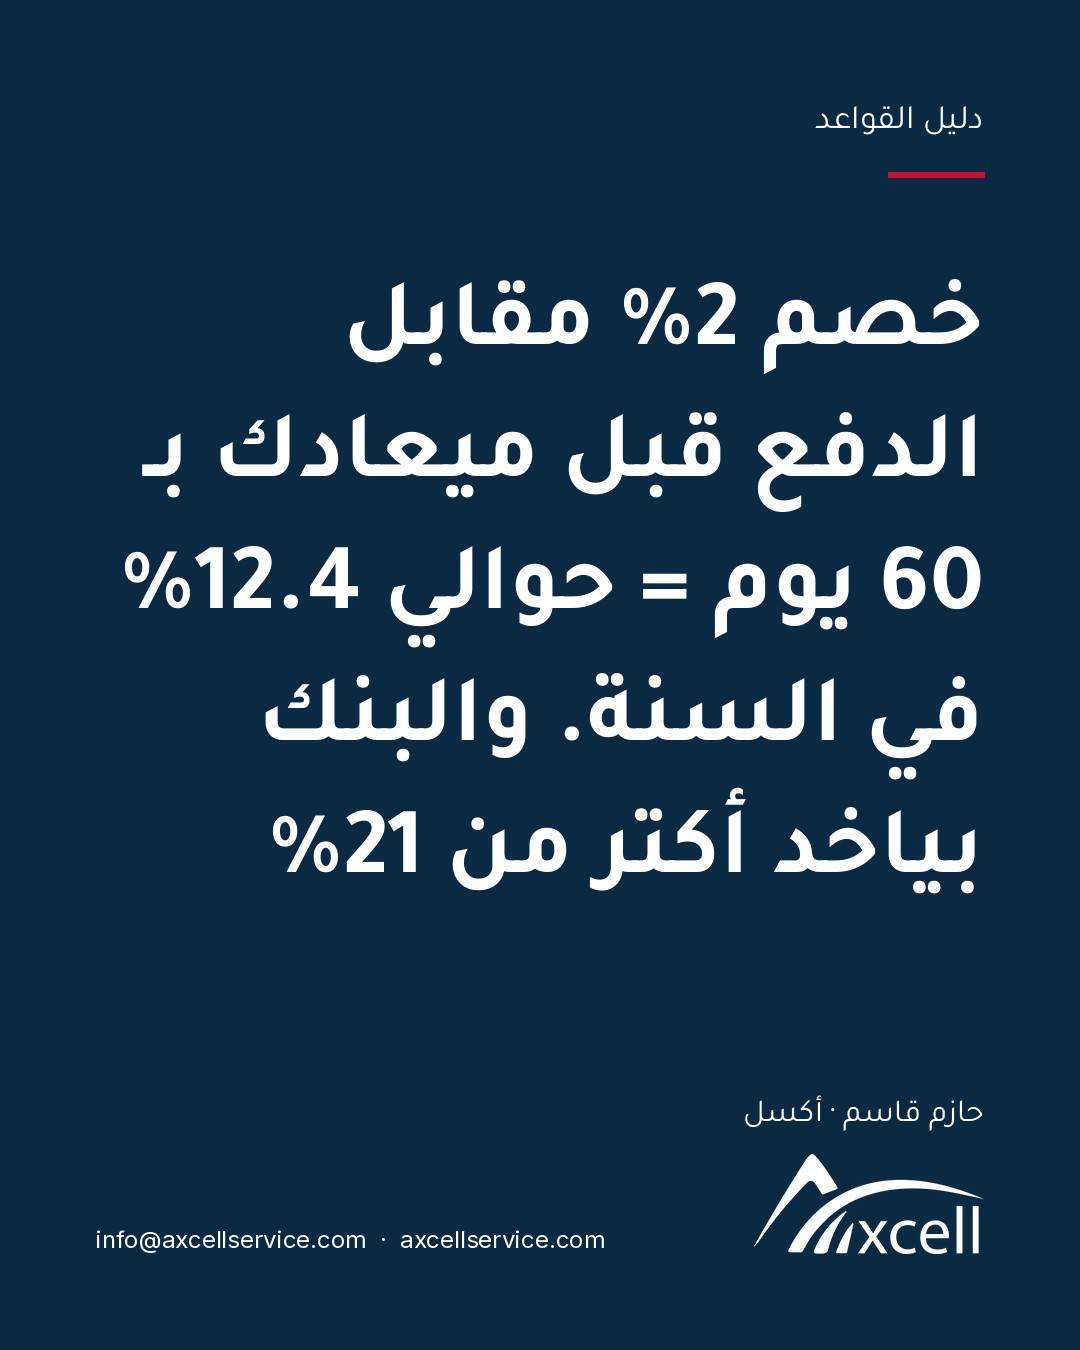 دليل القواعد
خصم 2% مقابل
الدفع قبل ميعادك بـ
60 يوم = حوالي 12.4%
في السنة. والبنك
بياخد أكتر من 21%
حازم قاسم · أكسل
Axcell
info@axcellservice.com · axcellservice.com